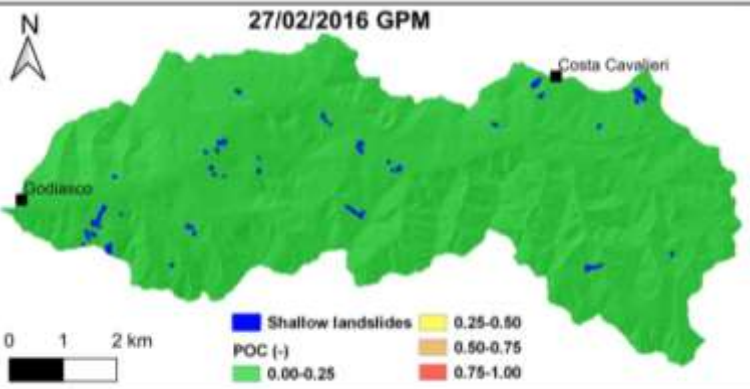 27/02/2016 GPM
N
Costa Cavalieri
Godiasco
0 1 2 km
Shallow landslides
POC (-)
0.00-0.25
0.25-0.50
0.50-0.75
0.75-1.00